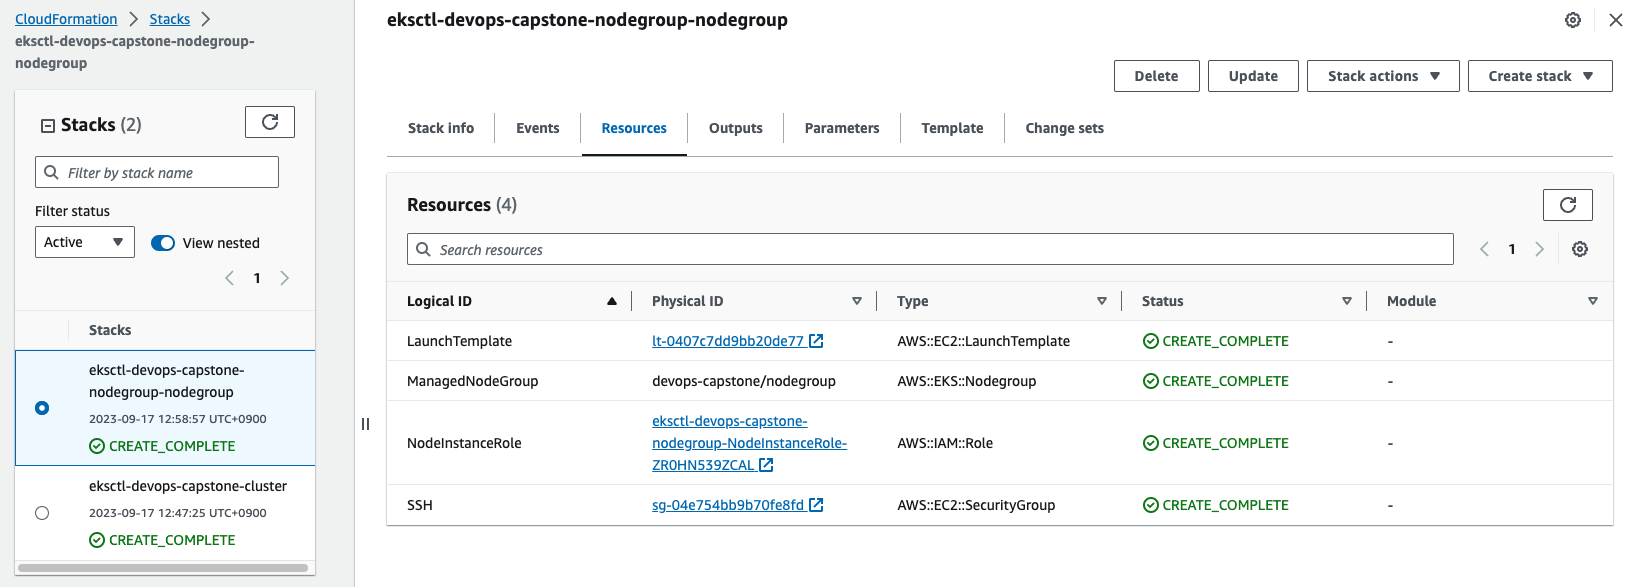 CloudFormation > Stacks >
eksctl-devops-capstone-nodegroup-
nodegroup
Stacks (2)
Filter by stack name
Filter status
Active
View nested
1
Stacks
eksctl-devops-capstone-
nodegroup-nodegroup
2023-09-17 12:58:57 UTC+0900
CREATE_COMPLETE
eksctl-devops-capstone-cluster
2023-09-17 12:47:25 UTC+0900
CREATE_COMPLETE
eksctl-devops-capstone-nodegroup-nodegroup
Delete Update Stack actions Create stack
Stack info Events Resources Outputs Parameters Template Change sets
Resources (4)
Search resources
1
Logical ID Physical ID Type Status Module
LaunchTemplate lt-0407c7dd9bb20de77 AWS::EC2::LaunchTemplate CREATE_COMPLETE -
ManagedNodeGroup devops-capstone/nodegroup AWS::EKS::Nodegroup CREATE_COMPLETE -
eksctl-devops-capstone-
NodeInstanceRole nodegroup-NodeInstanceRole- AWS::IAM::Role CREATE_COMPLETE -
ZR0HN539ZCAL
SSH sg-04e754bb9b70fe8fd AWS::EC2::SecurityGroup CREATE_COMPLETE -